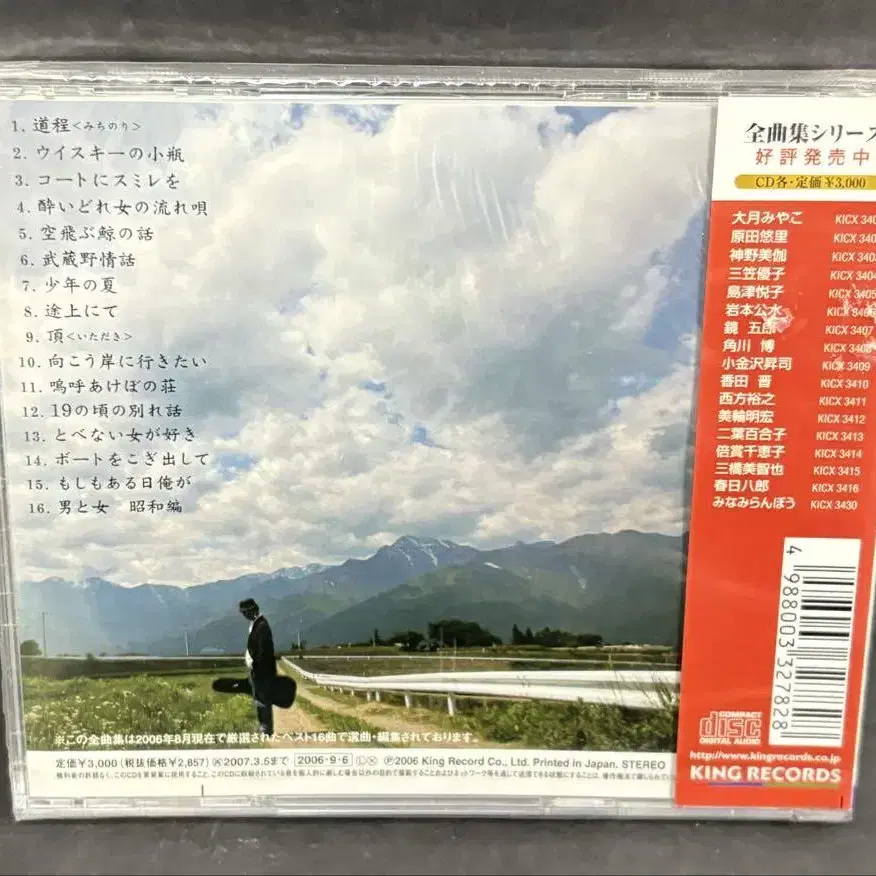 1. 道程<みちのり>
2. ウイスキーの小瓶
3. コートにスミレを
4. 酔いどれ女の流れ唄
5. 空飛ぶ鯨の話
6. 武蔵野情話
7. 少年の夏
8. 途上にて
9. 頂<いただき>
10. 向こう岸に行きたい
11. 嗚呼あけぼの荘
12. 19の頃の別れ話
13. とべない女が好き
14. ボートをこぎ出して
15. もしもある日俺が
16. 男と女 昭和編
※この全曲集は2006年8月現在で厳選されたベスト16曲で選曲・編集されております。
定価¥3,000(税抜価格¥2,857) 2007.3.5まで 2006・9・6 Ⓟ2006 King Record Co., Ltd. Printed in Japan. STEREO
全曲集シリーズ
好評発売中
CD各・定価¥3,000
大月みやこ KICX 340
原田悠里 KICX 340
神野美伽 KICX 3403
三笠優子 KICX 3404
島津悦子 KICX 3405
岩本公水 KICX 3406
鏡 五郎 KICX 3407
角川 博 KICX 3408
小金沢昇司 KICX 3409
香田 晋 KICX 3410
西方裕之 KICX 3411
美輪明宏 KICX 3412
二葉百合子 KICX 3413
倍賞千恵子 KICX 3414
三橋美智也 KICX 3415
春日八郎 KICX 3416
みなみらんぼう KICX 3430
4 988003 327828
COMPACT
disc
DIGITAL AUDIO
http://www.kingrecords.co.jp
KING RECORDS